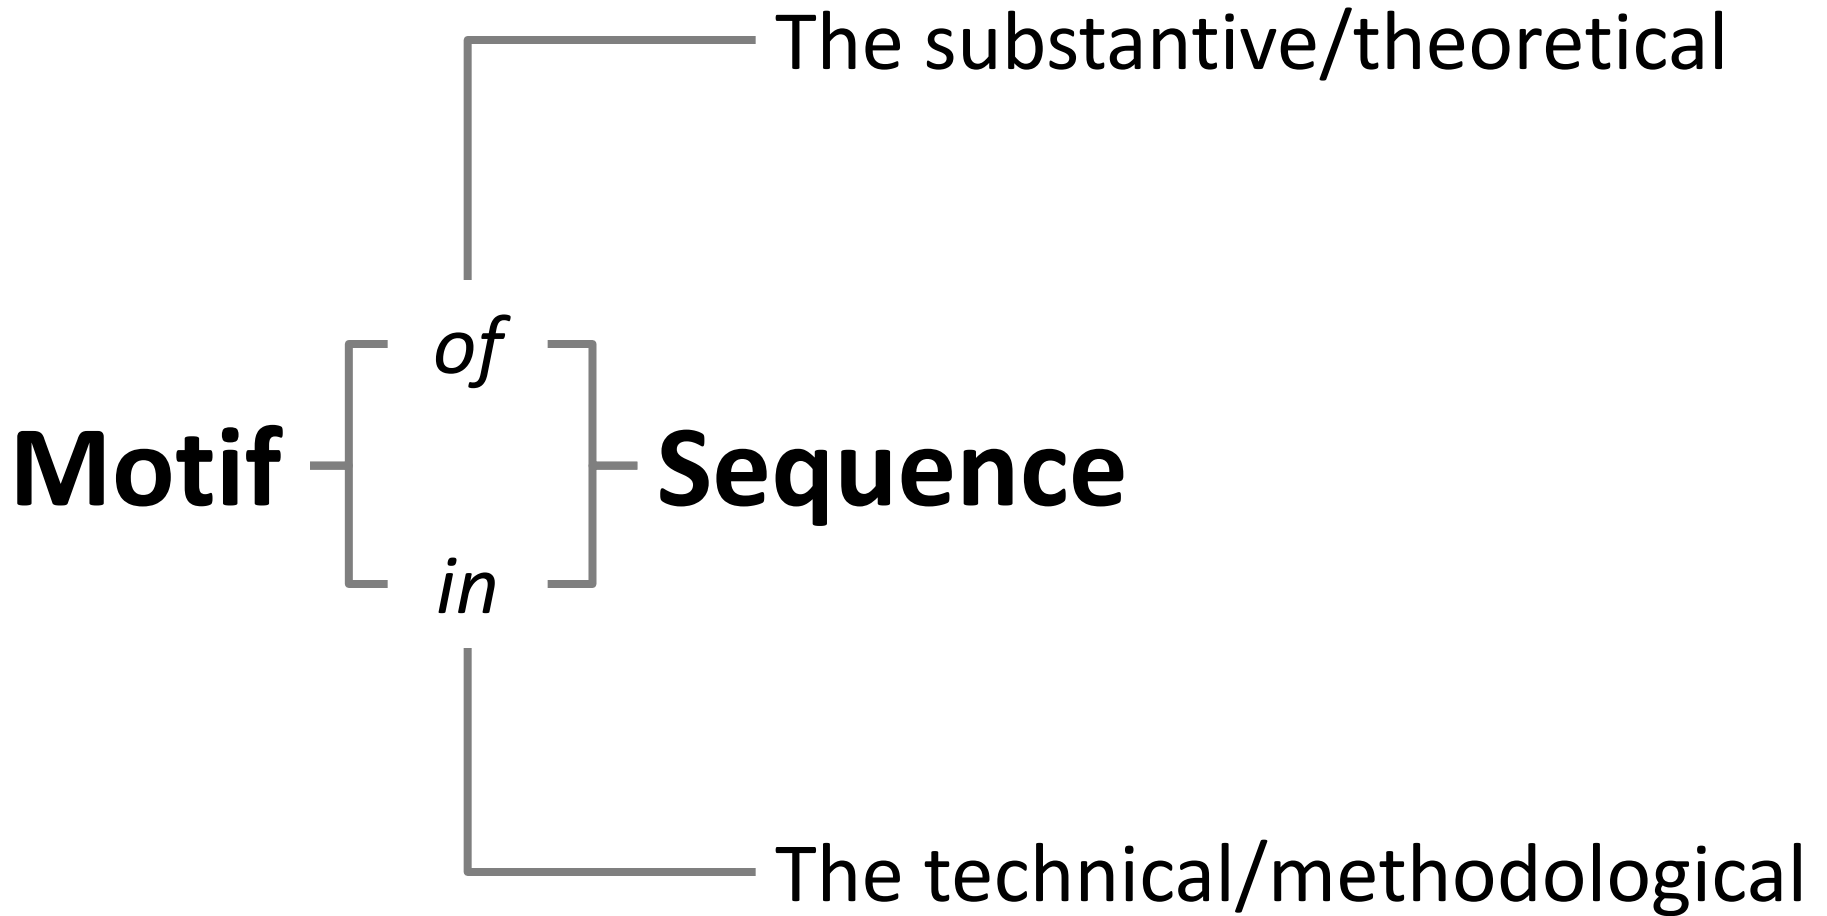 The substantive/theoretical
of
Motif Sequence
in
The technical/methodological